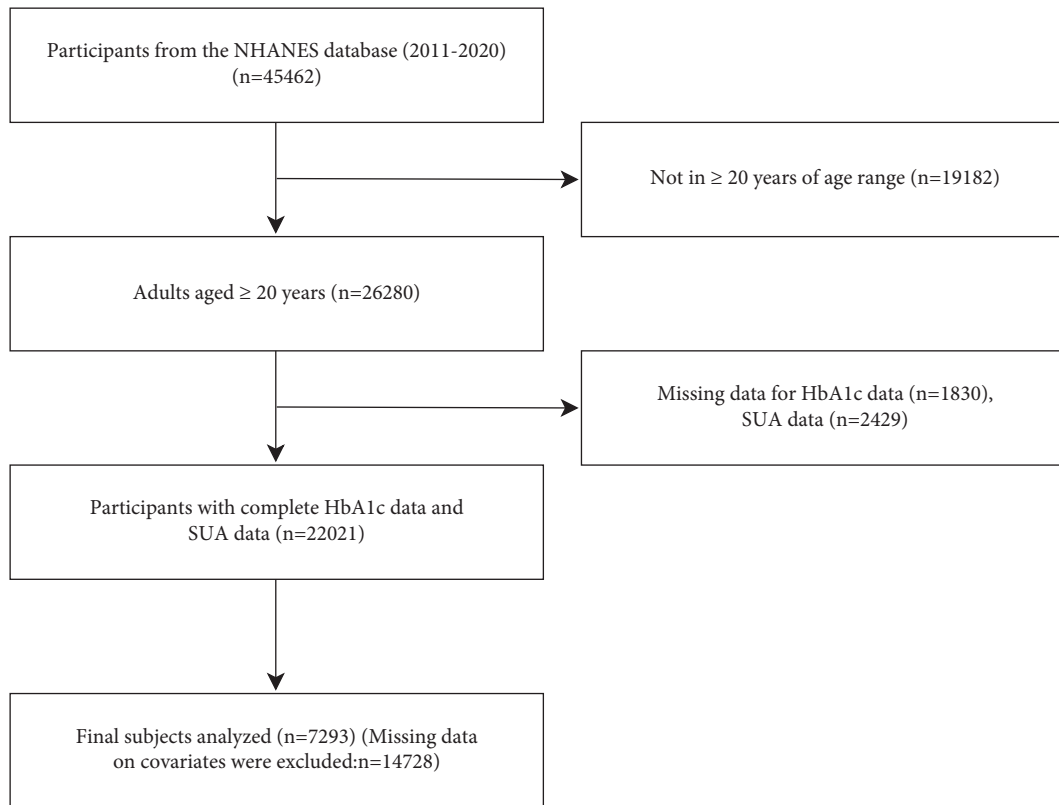 Participants from the NHANES database (2011-2020)
(n=45462)
Not in ≥ 20 years of age range (n=19182)
Adults aged ≥ 20 years (n=26280)
Missing data for HbA1c data (n=1830),
SUA data (n=2429)
Participants with complete HbA1c data and
SUA data (n=22021)
Final subjects analyzed (n=7293) (Missing data
on covariates were excluded:n=14728)